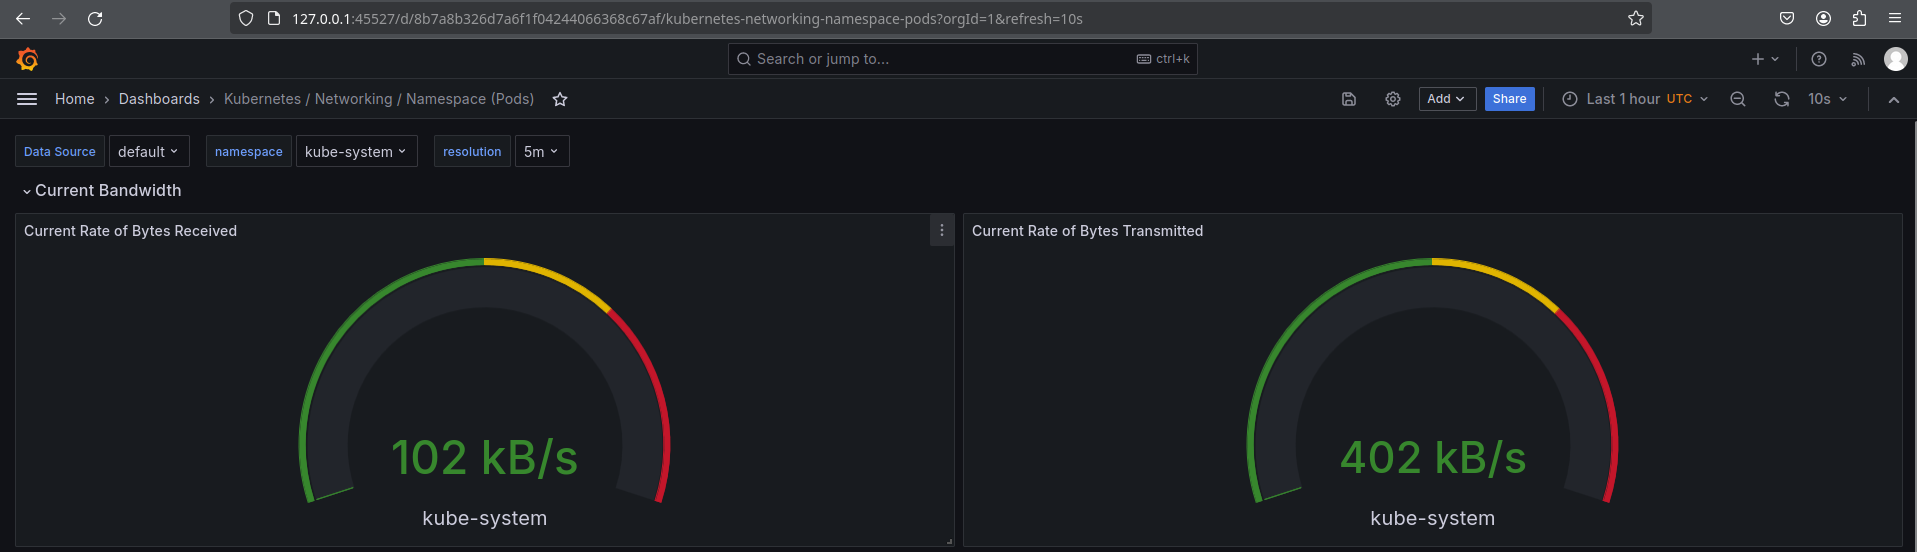 127.0.0.1:45527/d/8b7a8b326d7a6f1f04244066368c67af/kubernetes-networking-namespace-pods?orgId=1&refresh=10s
Search or jump to... ctrl+k
Home > Dashboards > Kubernetes / Networking / Namespace (Pods) Add Share Last 1 hour UTC 10s
Data Source default namespace kube-system resolution 5m
Current Bandwidth
Current Rate of Bytes Received
102 kB/s
kube-system
Current Rate of Bytes Transmitted
402 kB/s
kube-system